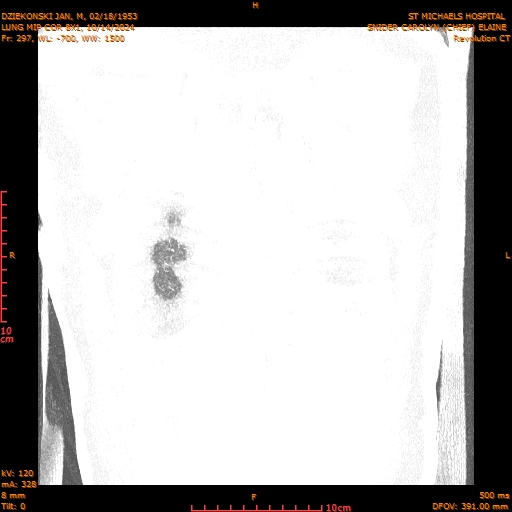 H
DZIEKONSKI JAN, M, 02/18/1953
ST MICHAELS HOSPITAL
LUNG MIP COR 8X1, 10/14/2024
SNIDER CAROLYN (CHIEF) ELAINE
Fr: 297, WL: -700, WW: 1500
Revolution CT
R
L
10
cm
kV: 120
mA: 328
8 mm
Tilt: 0
F
10cm
500 ms
DFOV: 391.00 mm